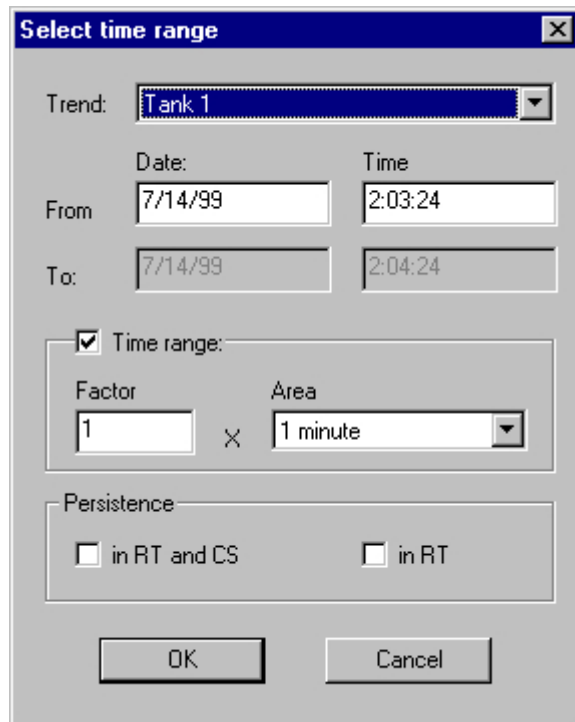 Select time range
Trend: Tank 1
Date: Time
From 7/14/99 2:03:24
To: 7/14/99 2:04:24
Time range:
Factor Area
1 X 1 minute
Persistence
in RT and CS in RT
OK Cancel